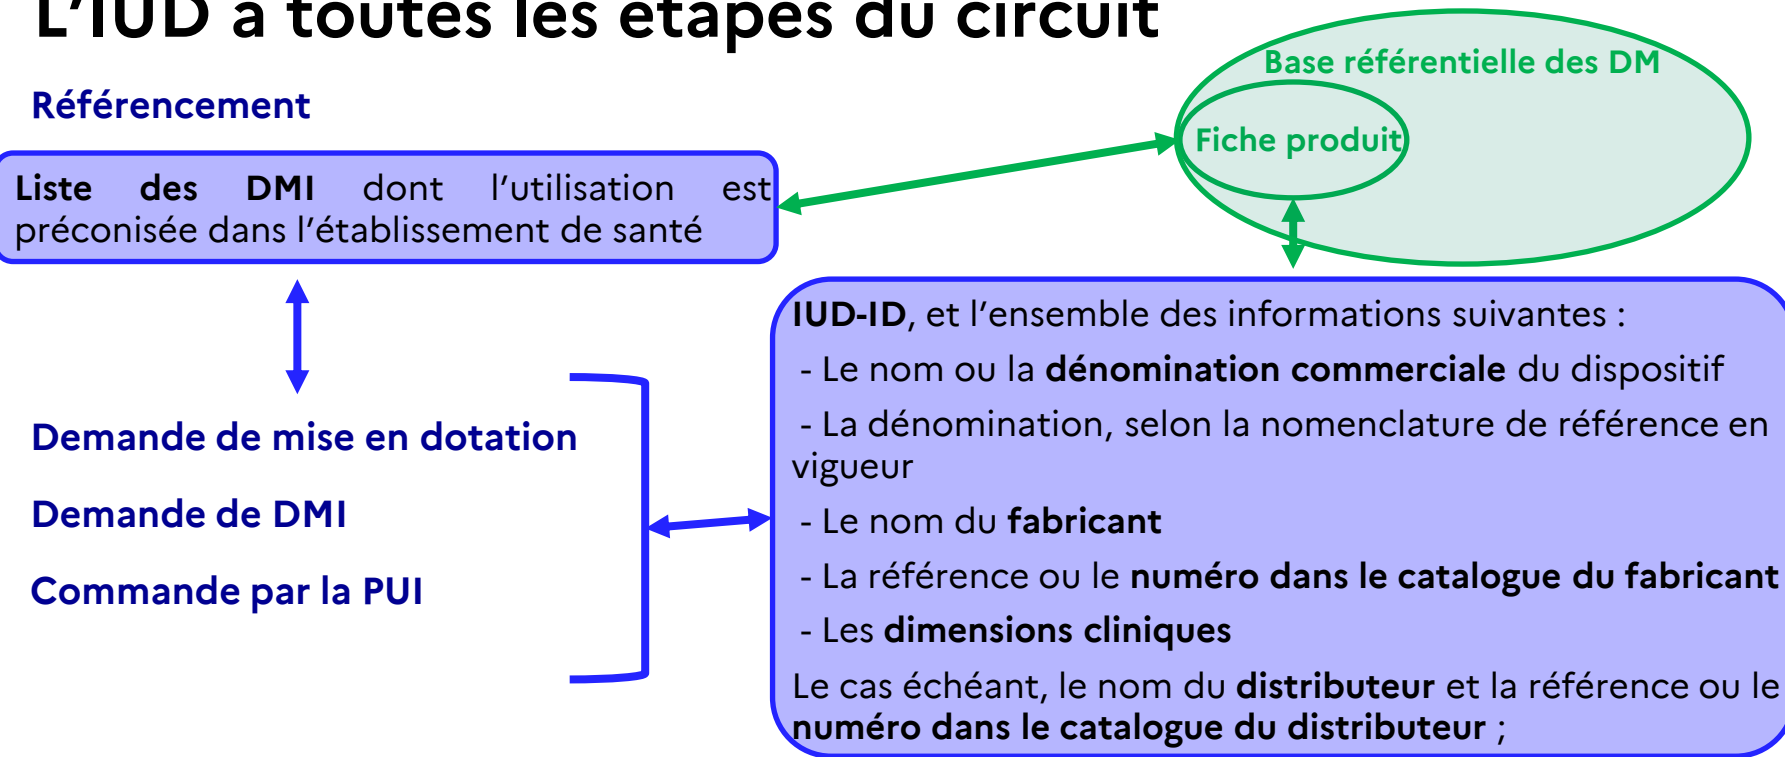 L'IUD à toutes les étapes du circuit
Base référentielle des DM
Référencement
Fiche produit
Liste des DMI dont l'utilisation est
préconisée dans l'établissement de santé
IUD-ID, et l'ensemble des informations suivantes :
- Le nom ou la dénomination commerciale du dispositif
- La dénomination, selon la nomenclature de référence en
vigueur
- Le nom du fabricant
- La référence ou le numéro dans le catalogue du fabricant
- Les dimensions cliniques
Le cas échéant, le nom du distributeur et la référence ou le
numéro dans le catalogue du distributeur ;
Demande de mise en dotation
Demande de DMI
Commande par la PUI